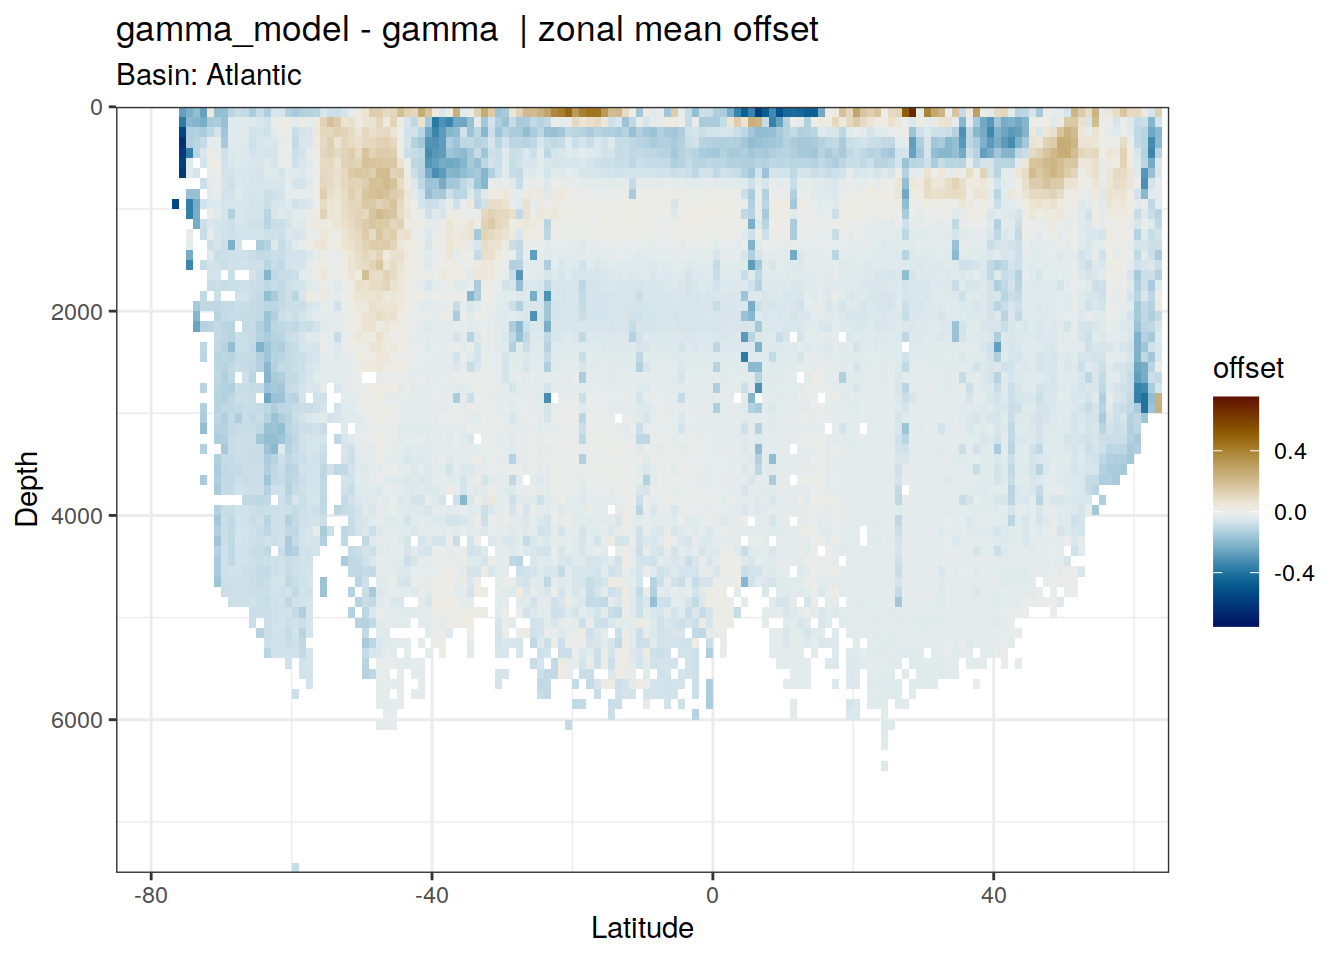 gamma_model - gamma  | zonal mean offset
Basin: Atlantic
0
2000
4000
6000
Depth
-80
-40
0
40
Latitude
offset
0.4
0.0
-0.4